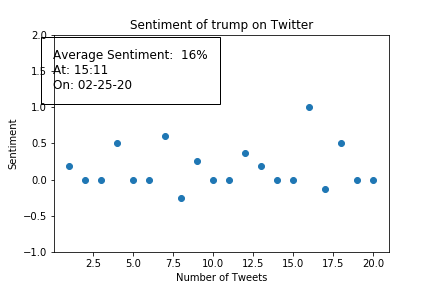 Sentiment of trump on Twitter
2.0
Average Sentiment:  16%
1.5
At: 15:11
On: 02-25-20
1.0
0.5
0.0
−0.5
−1.0
Sentiment
2.5 5.0 7.5 10.0 12.5 15.0 17.5 20.0
Number of Tweets